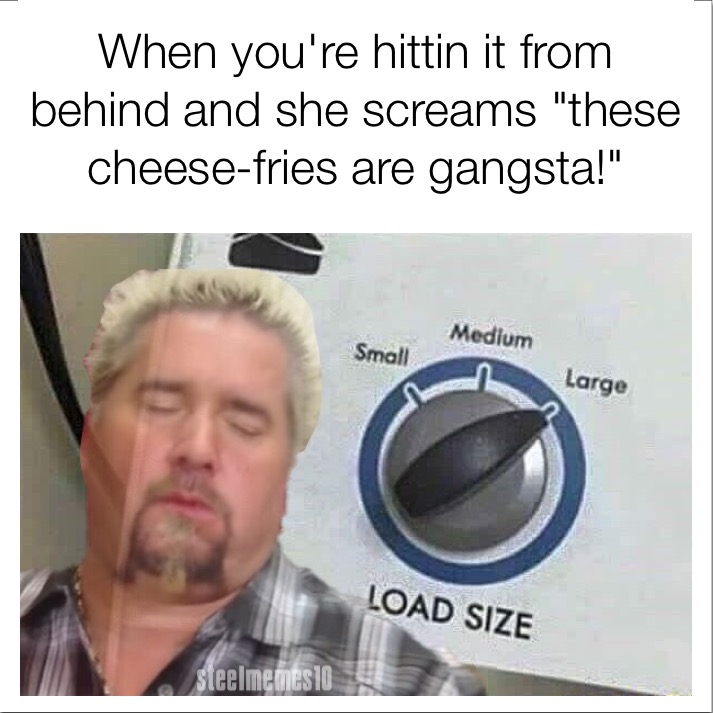 When you're hittin it from
behind and she screams "these
cheese-fries are gangsta!"
Small
Medium
Large
LOAD SIZE
steelmemes10